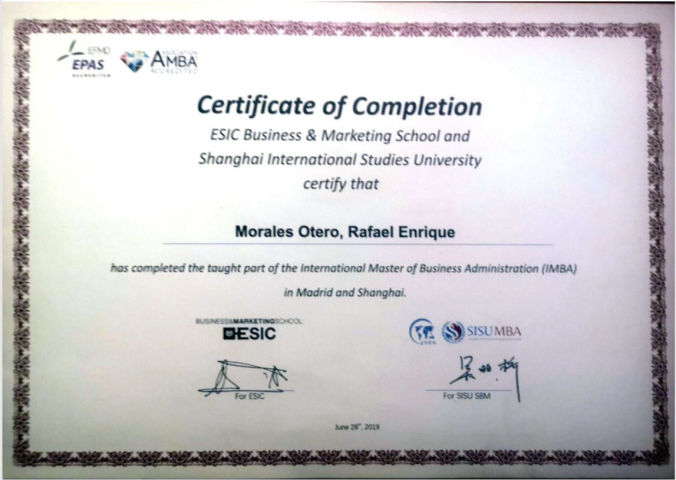 EFMD
EPAS
ACCREDITED
ASSOCIATION
AMBA
ACCREDITED
Certificate of Completion
ESIC Business & Marketing School and
Shanghai International Studies University
certify that
Morales Otero, Rafael Enrique
has completed the taught part of the International Master of Business Administration (IMBA)
in Madrid and Shanghai.
BUSINESS&MARKETINGSCHOOL
ESIC
SISU MBA
For ESIC
For SISU SBM
June 28th, 2019